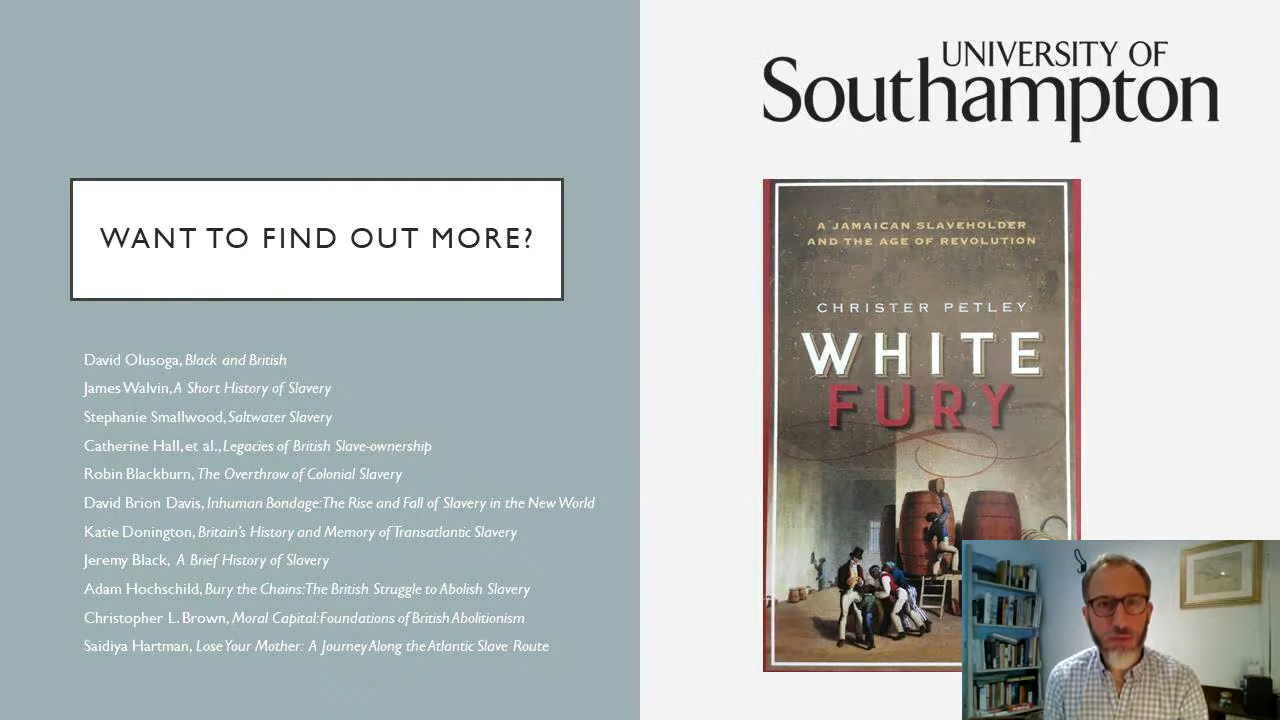 UNIVERSITY OF
Southampton
WANT TO FIND OUT MORE?
David Olusoga, Black and British
James Walvin, A Short History of Slavery
Stephanie Smallwood, Saltwater Slavery
Catherine Hall, et al., Legacies of British Slave-ownership
Robin Blackburn, The Overthrow of Colonial Slavery
David Brion Davis, Inhuman Bondage: The Rise and Fall of Slavery in the New World
Katie Donington, Britain's History and Memory of Transatlantic Slavery
Jeremy Black, A Brief History of Slavery
Adam Hochschild, Bury the Chains: The British Struggle to Abolish Slavery
Christopher L. Brown, Moral Capital: Foundations of British Abolitionism
Saidiya Hartman, Lose Your Mother: A Journey Along the Atlantic Slave Route
A JAMAICAN SLAVEHOLDER
AND THE AGE OF REVOLUTION
CHRISTER PETLEY
WHITE
FURY